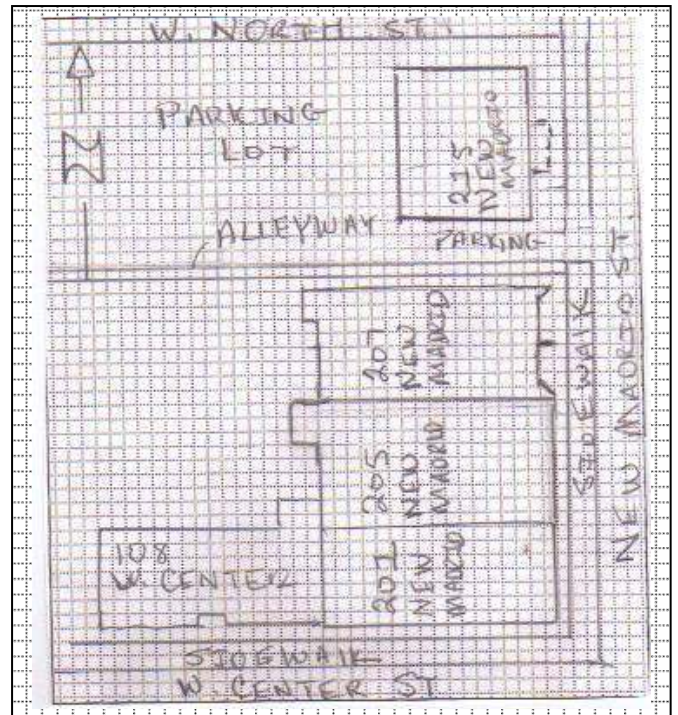 W. NORTH ST
N
PARKING
LOT
215
NEW
MADRID
ALLEYWAY
PARKING
207
NEW
MADRID
SIDEWALK
NEW MADRID ST.
205
NEW
MADRID
108
W. CENTER
201
NEW
MADRID
SIDEWALK
W. CENTER ST